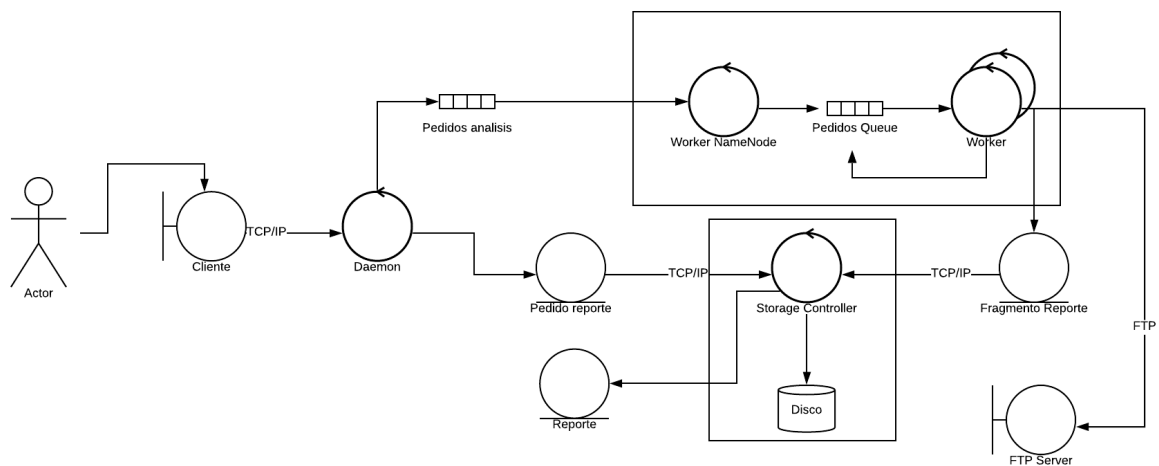 Pedidos analisis
Worker NameNode
Pedidos Queue
Worker
Actor
Cliente
TCP/IP
Daemon
Pedido reporte
TCP/IP
Storage Controller
TCP/IP
Fragmento Reporte
FTP
Reporte
Disco
FTP Server